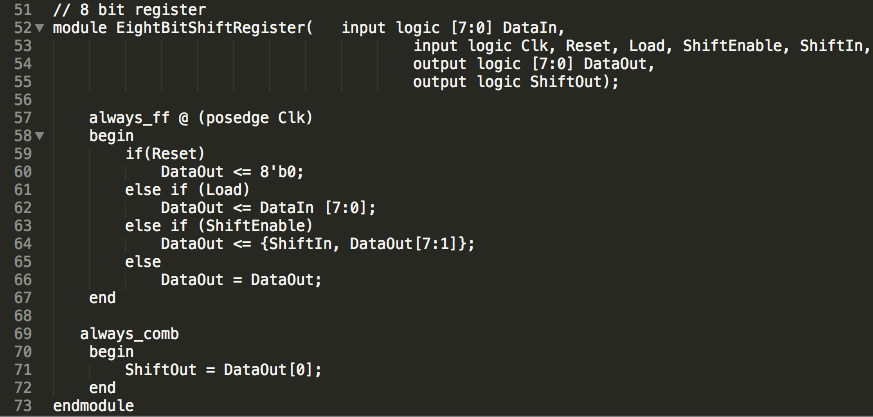 51 // 8 bit register
52 module EightBitShiftRegister( input logic [7:0] DataIn,
53 input logic Clk, Reset, Load, ShiftEnable, ShiftIn,
54 output logic [7:0] DataOut,
55 output logic ShiftOut);
56
57 always_ff @ (posedge Clk)
58 begin
59 if(Reset)
60 DataOut <= 8'b0;
61 else if (Load)
62 DataOut <= DataIn [7:0];
63 else if (ShiftEnable)
64 DataOut <= {ShiftIn, DataOut[7:1]};
65 else
66 DataOut = DataOut;
67 end
68
69 always_comb
70 begin
71 ShiftOut = DataOut[0];
72 end
73 endmodule